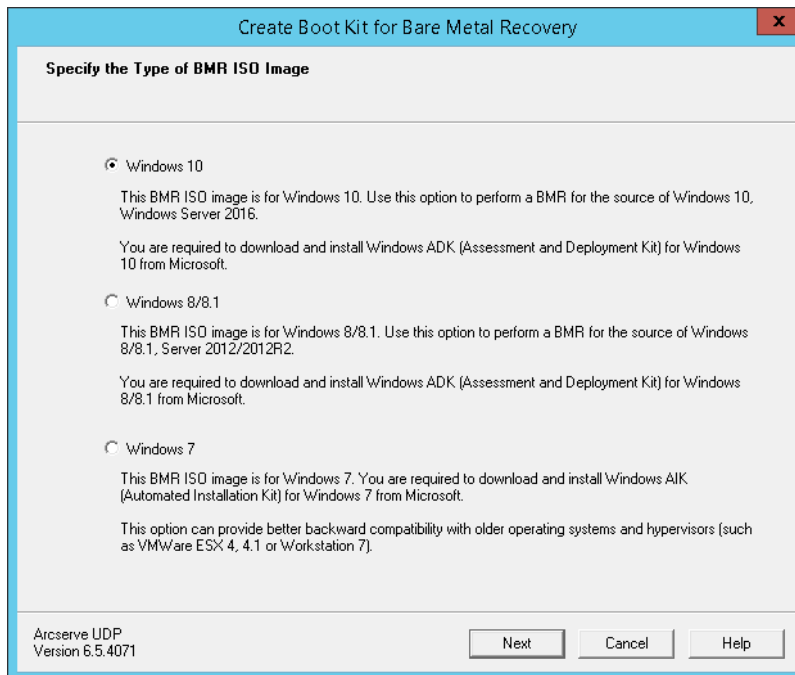 Create Boot Kit for Bare Metal Recovery
x
Specify the Type of BMR ISO Image
Windows 10
This BMR ISO image is for Windows 10. Use this option to perform a BMR for the source of Windows 10,
Windows Server 2016.
You are required to download and install Windows ADK (Assessment and Deployment Kit) for Windows
10 from Microsoft.
Windows 8/8.1
This BMR ISO image is for Windows 8/8.1. Use this option to perform a BMR for the source of Windows
8/8.1, Server 2012/2012R2.
You are required to download and install Windows ADK (Assessment and Deployment Kit) for Windows
8/8.1 from Microsoft.
Windows 7
This BMR ISO image is for Windows 7. You are required to download and install Windows AIK
(Automated Installation Kit) for Windows 7 from Microsoft.
This option can provide better backward compatibility with older operating systems and hypervisors (such
as VMWare ESX 4, 4.1 or Workstation 7).
Arcserve UDP
Version 6.5.4071
Next
Cancel
Help